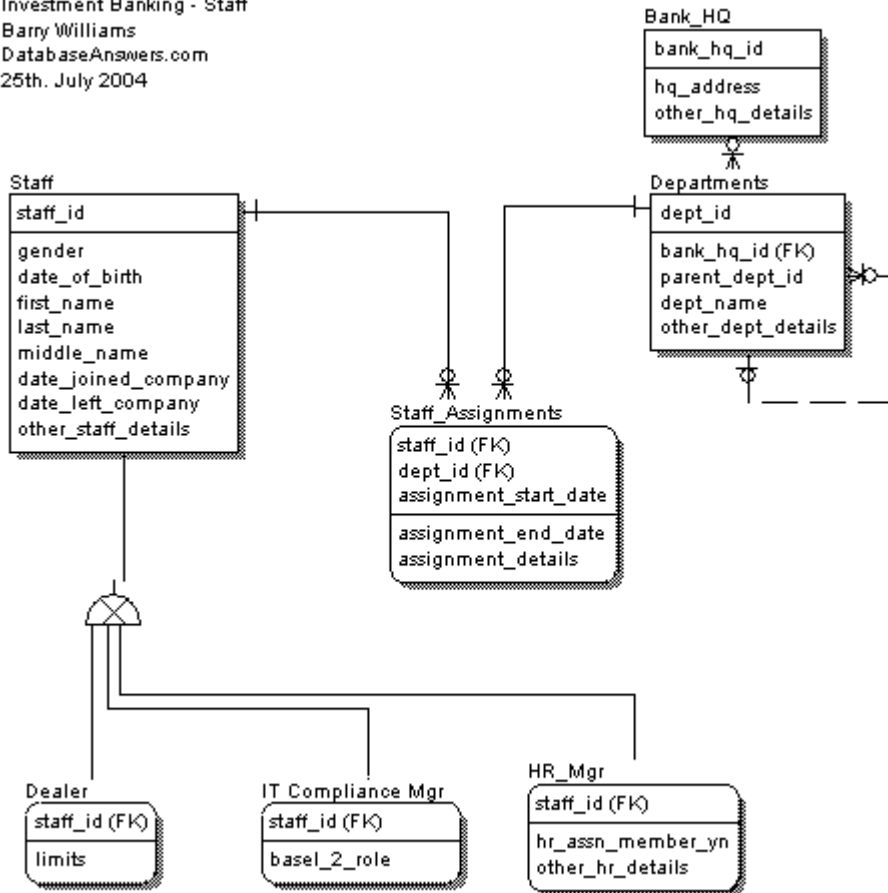 Investment Banking - Staff
Barry Williams
DatabaseAnswers.com
25th. July 2004
Bank_HQ
bank_hq_id
hq_address
other_hq_details
Staff
staff_id
gender
date_of_birth
first_name
last_name
middle_name
date_joined_company
date_left_company
other_staff_details
Departments
dept_id
bank_hq_id (FK)
parent_dept_id
dept_name
other_dept_details
Staff_Assignments
staff_id (FK)
dept_id (FK)
assignment_start_date
assignment_end_date
assignment_details
Dealer
staff_id (FK)
limits
IT Compliance Mgr
staff_id (FK)
basel_2_role
HR_Mgr
staff_id (FK)
hr_assn_member_yn
other_hr_details